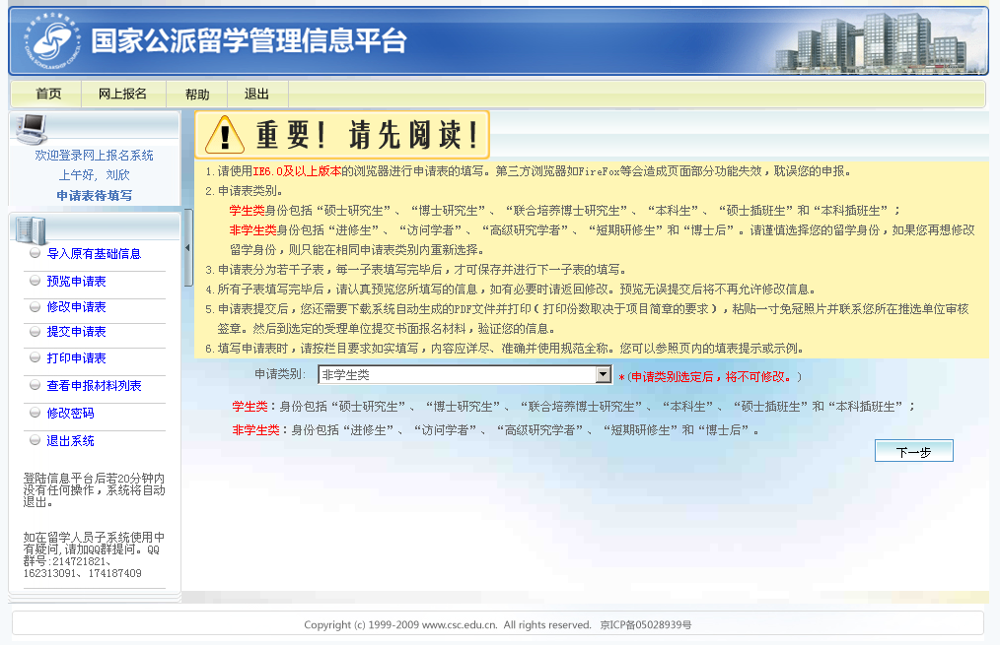 国家公派留学管理信息平台
首页 网上报名 帮助 退出
欢迎登录网上报名系统
上午好, 刘欣
申请表待填写
导入原有基础信息
预览申请表
修改申请表
提交申请表
打印申请表
查看申报材料列表
修改密码
退出系统
登陆信息平台后若20分钟内
没有任何操作，系统将自动
退出。
如在留学人员子系统使用中
有疑问,请加QQ群提问。QQ
群号:214721821、
162313091、174187409
重要！请先阅读！
1. 请使用IE6.0及以上版本的浏览器进行申请表的填写。第三方浏览器如FireFox等会造成页面部分功能失效，耽误您的申报。
2. 申请表类别。
学生类身份包括“硕士研究生”、“博士研究生”、“联合培养博士研究生”、“本科生”、“硕士插班生”和“本科插班生”；
非学生类身份包括“进修生”、“访问学者”、“高级研究学者”、“短期研修生”和“博士后”。请谨慎选择您的留学身份，如果您再想修改
留学身份，则只能在相同申请表类别内重新选择。
3. 申请表分为若干子表，每一子表填写完毕后，才可保存并进行下一子表的填写。
4. 所有子表填写完毕后，请认真预览您所填写的信息，如有必要时请返回修改。预览无误提交后将不再允许修改信息。
5. 申请表提交后，您还需要下载系统自动生成的PDF文件并打印（打印份数取决于项目简章的要求），粘贴一寸免冠照片并联系您所在推选单位审核
签章。然后到选定的受理单位提交书面报名材料，验证您的信息。
6. 填写申请表时，请按栏目要求如实填写，内容应详尽、准确并使用规范全称。您可以参照页内的填表提示或示例。
申请类别: 非学生类 *(申请类别选定后，将不可修改。)
学生类：身份包括“硕士研究生”、“博士研究生”、“联合培养博士研究生”、“本科生”、“硕士插班生”和“本科插班生”；
非学生类：身份包括“进修生”、“访问学者”、“高级研究学者”、“短期研修生”和“博士后”。
下一步
Copyright (c) 1999-2009 www.csc.edu.cn. All rights reserved. 京ICP备05028939号